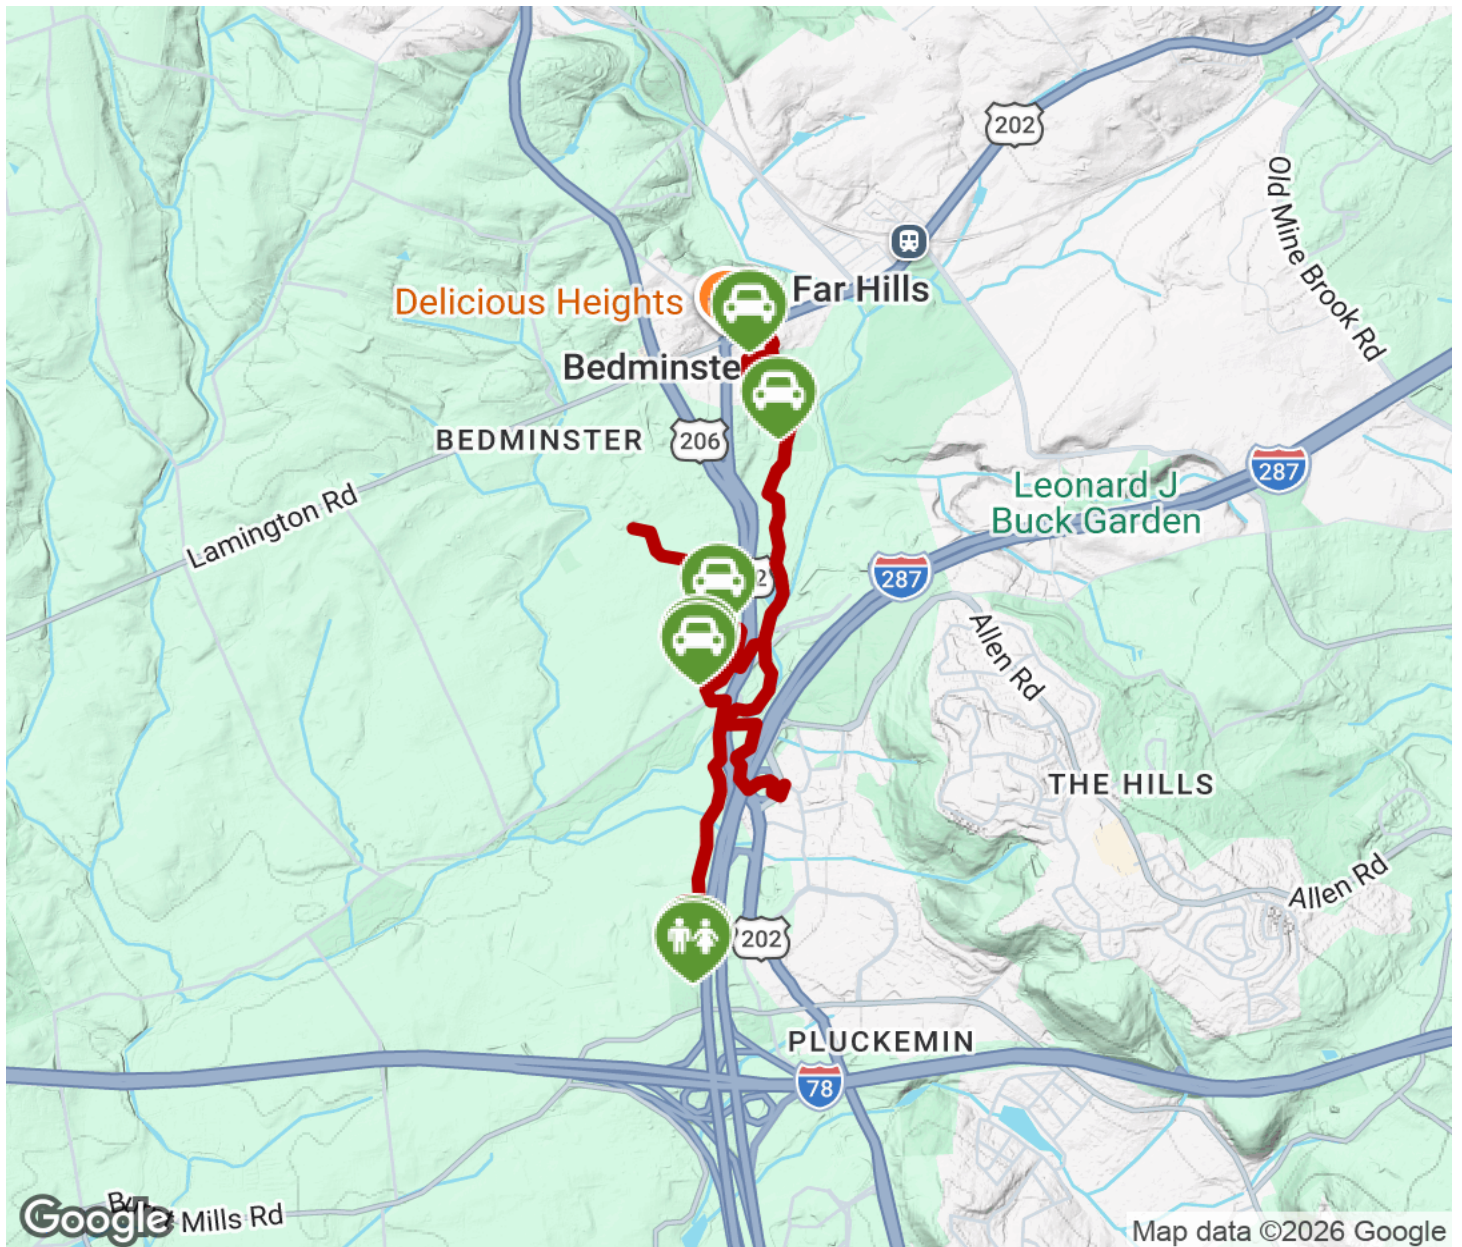 202
Old Mine Brook Rd
Delicious Heights
Far Hills
Bedminste
BEDMINSTER
206
287
Leonard J
Buck Garden
Lamington Rd
2
287
Allen Rd
THE HILLS
Allen Rd
202
PLUCKEMIN
78
Mills Rd
Google
Map data ©2026 Google